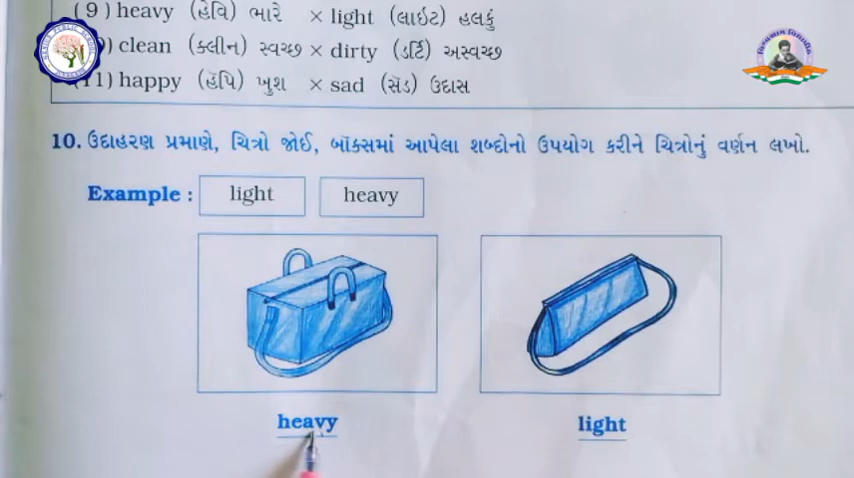 (9) heavy (હેવિ) ભારે × light (લાઇટ) હલકું
clean (ક્લીન) સ્વચ્છ × dirty (ડર્ટિ) અસ્વચ્છ
(11) happy (હૅપિ) ખુશ × sad (સૅડ) ઉદાસ
10. ઉદાહરણ પ્રમાણે, ચિત્રો જોઈ, બૉક્સમાં આપેલા શબ્દોનો ઉપયોગ કરીને ચિત્રોનું વર્ણન લખો.
Example : light heavy
heavy light